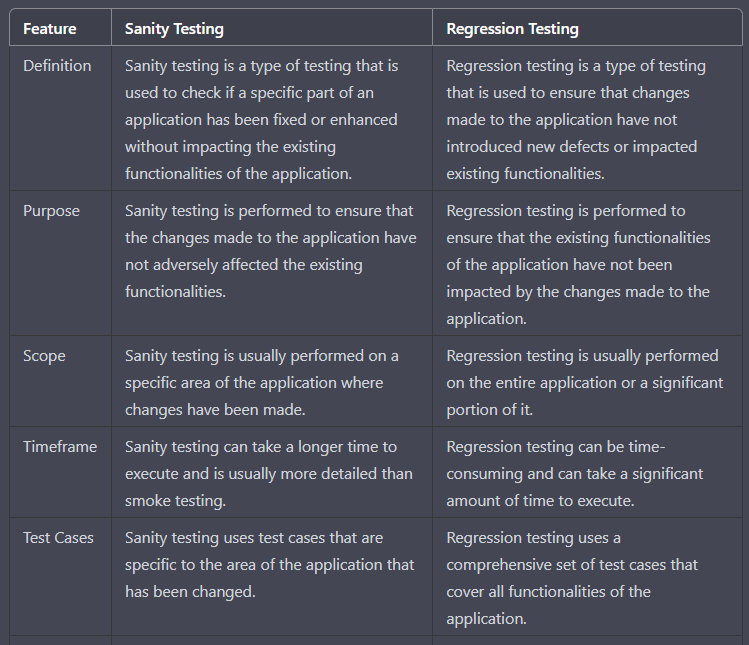 Feature Sanity Testing Regression Testing
Definition
Sanity testing is a type of testing that is
used to check if a specific part of an
application has been fixed or enhanced
without impacting the existing
functionalities of the application.
Regression testing is a type of testing
that is used to ensure that changes
made to the application have not
introduced new defects or impacted
existing functionalities.
Purpose
Sanity testing is performed to ensure that
the changes made to the application have
not adversely affected the existing
functionalities.
Regression testing is performed to
ensure that the existing functionalities
of the application have not been
impacted by the changes made to the
application.
Scope
Sanity testing is usually performed on a
specific area of the application where
changes have been made.
Regression testing is usually performed
on the entire application or a significant
portion of it.
Timeframe
Sanity testing can take a longer time to
execute and is usually more detailed than
smoke testing.
Regression testing can be time-
consuming and can take a significant
amount of time to execute.
Test Cases
Sanity testing uses test cases that are
specific to the area of the application that
has been changed.
Regression testing uses a
comprehensive set of test cases that
cover all functionalities of the
application.